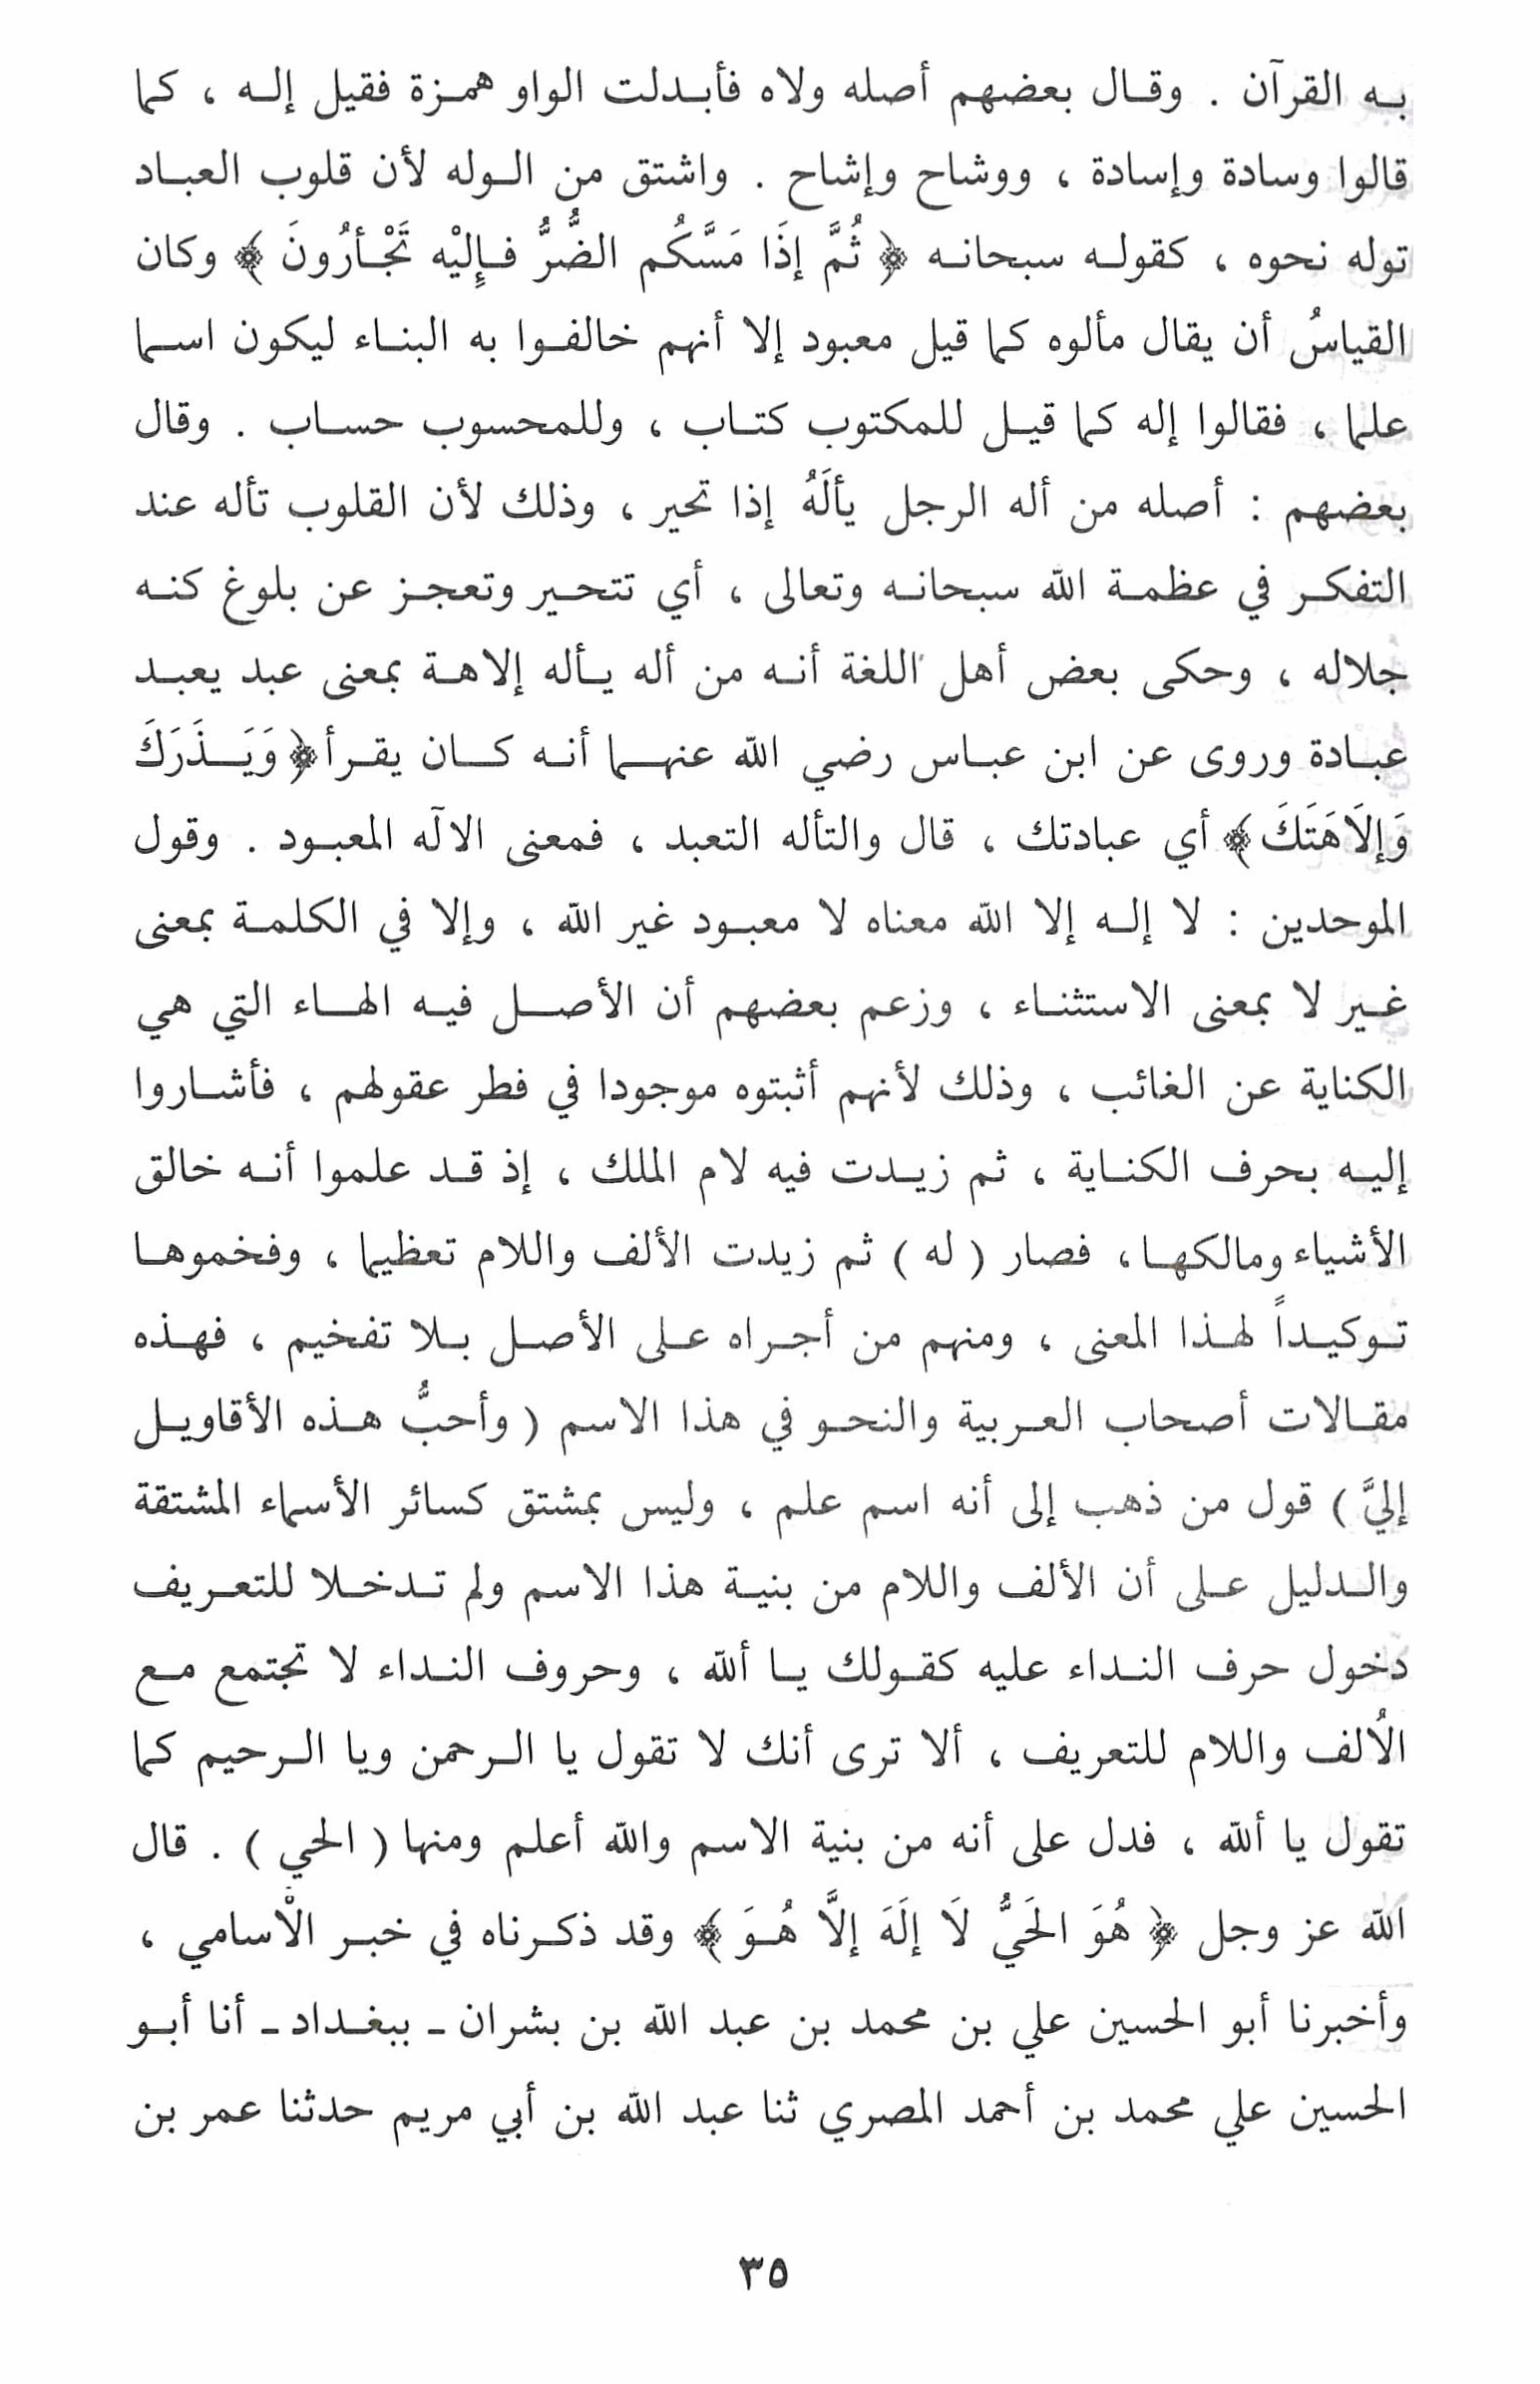 به القرآن . وقال بعضهم أصله ولاه فأبدلت الواو همزة فقيل إله ، كما
قالوا وسادة وإسادة ، ووشاح وإشاح . واشتق من الوله لأن قلوب العباد
توله نحوه ، كقوله سبحانه ﴿ ثُمَّ إِذَا مَسَّكُم الضُّرُّ فَإِلَيْه تَجْأرُونَ ﴾ وكان
القياسُ أن يقال مألوه كما قيل معبود إلا أنهم خالفوا به البناء ليكون اسما
علما ، فقالوا إله كما قيل للمكتوب كتاب ، وللمحسوب حساب . وقال
بعضهم : أصله من أله الرجل يألَهُ إذا تحير ، وذلك لأن القلوب تأله عند
التفكر في عظمة الله سبحانه وتعالى ، أي تتحير وتعجز عن بلوغ كنه
جلاله ، وحكى بعض أهل اللغة أنه من أله يأله إلاهة بمعنى عبد يعبد
عبادة وروى عن ابن عباس رضي الله عنهما أنه كان يقرأ ﴿ وَيَذَرَكَ
وَإلَاهَتَكَ ﴾ أي عبادتك ، قال والتأله التعبد ، فمعنى الآله المعبود . وقول
الموحدين : لا إله إلا الله معناه لا معبود غير الله ، وإلا في الكلمة بمعنى
غير لا بمعنى الاستثناء ، وزعم بعضهم أن الأصل فيه الهاء التي هي
الكناية عن الغائب ، وذلك لأنهم أثبتوه موجودا في فطر عقولهم ، فأشاروا
إليه بحرف الكناية ، ثم زيدت فيه لام الملك ، إذ قد علموا أنه خالق
الأشياء ومالكها ، فصار ( له ) ثم زيدت الألف واللام تعظيما ، وفخموها
توكيداً لهذا المعنى ، ومنهم من أجراه على الأصل بلا تفخيم ، فهذه
مقالات أصحاب العربية والنحو في هذا الاسم ( وأحبُّ هذه الأقاويل
إليَّ ) قول من ذهب إلى أنه اسم علم ، وليس بمشتق كسائر الأسماء المشتقة
والدليل على أن الألف واللام من بنية هذا الاسم ولم تدخلا للتعريف
دخول حرف النداء عليه كقولك يا ألله ، وحروف النداء لا تجتمع مع
الألف واللام للتعريف ، ألا ترى أنك لا تقول يا الرحمن ويا الرحيم كما
تقول يا ألله ، فدل على أنه من بنية الاسم والله أعلم ومنها ( الحي ) . قال
الله عز وجل ﴿ هُوَ الحَيُّ لَا إلَهَ إلَّا هُوَ ﴾ وقد ذكرناه في خبر الأسامي ،
وأخبرنا أبو الحسين علي بن محمد بن عبد الله بن بشران ـ ببغداد ـ أنا أبو
الحسين علي محمد بن أحمد المصري ثنا عبد الله بن أبي مريم حدثنا عمر بن
٣٥